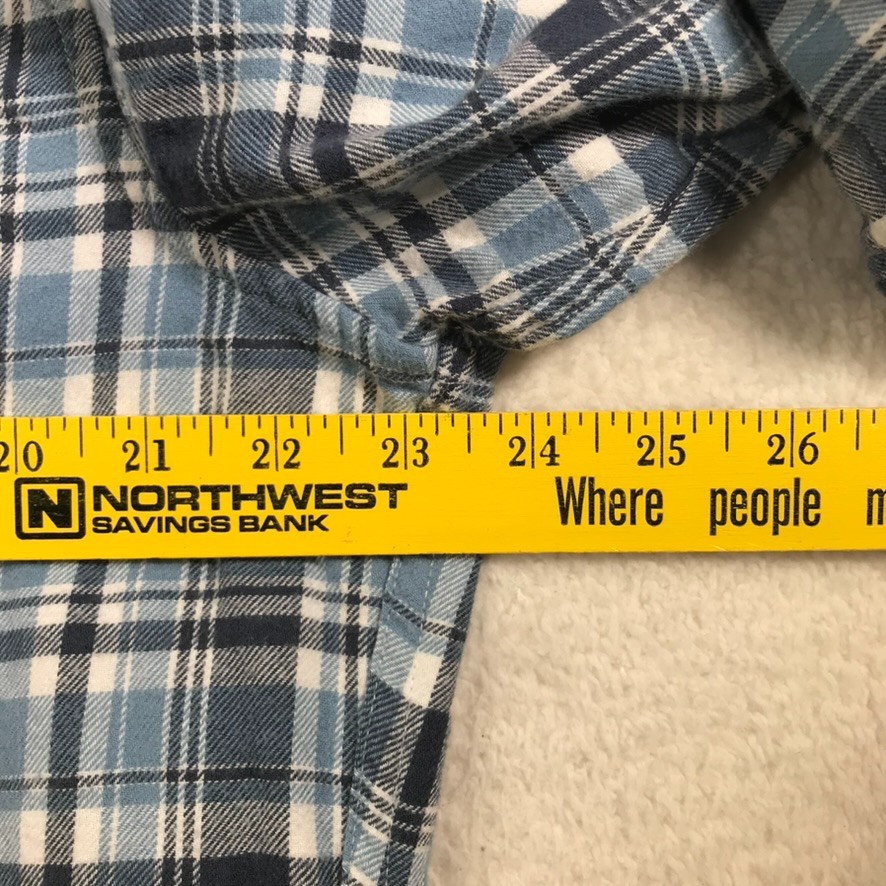 20 21 22 23 24 25 26
N NORTHWEST
SAVINGS BANK
Where people m